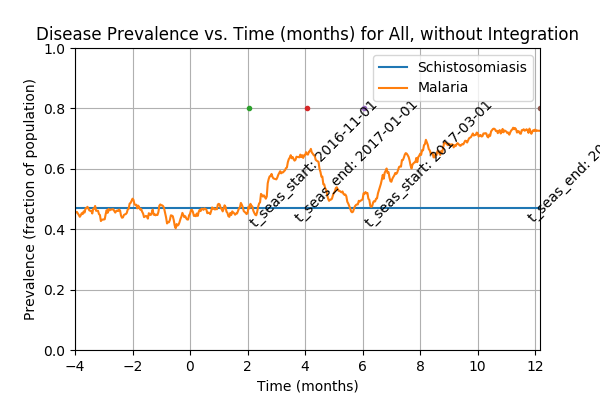 Disease Prevalence vs. Time (months) for All, without Integration
Schistosomiasis
Malaria
Prevalence (fraction of population)
1.0
0.8
0.6
0.4
0.2
0.0
t_seas_start: 2016-11-01
t_seas_end: 2017-01-01
t_seas_start: 2017-03-01
t_seas_end: 20
−4
−2
0
2
4
6
8
10
12
Time (months)